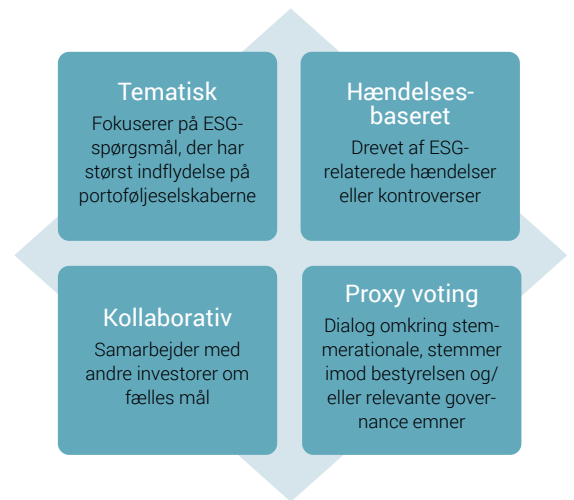 Tematisk
Fokuserer på ESG-
spørgsmål, der har
størst indflydelse på
portoføljeselskaberne
Hændelses-
baseret
Drevet af ESG-
relaterede hændelser
eller kontroverser
Kollaborativ
Samarbejder med
andre investorer om
fælles mål
Proxy voting
Dialog omkring stem-
merationale, stemmer
imod bestyrelsen og/
eller relevante gover-
nance emner